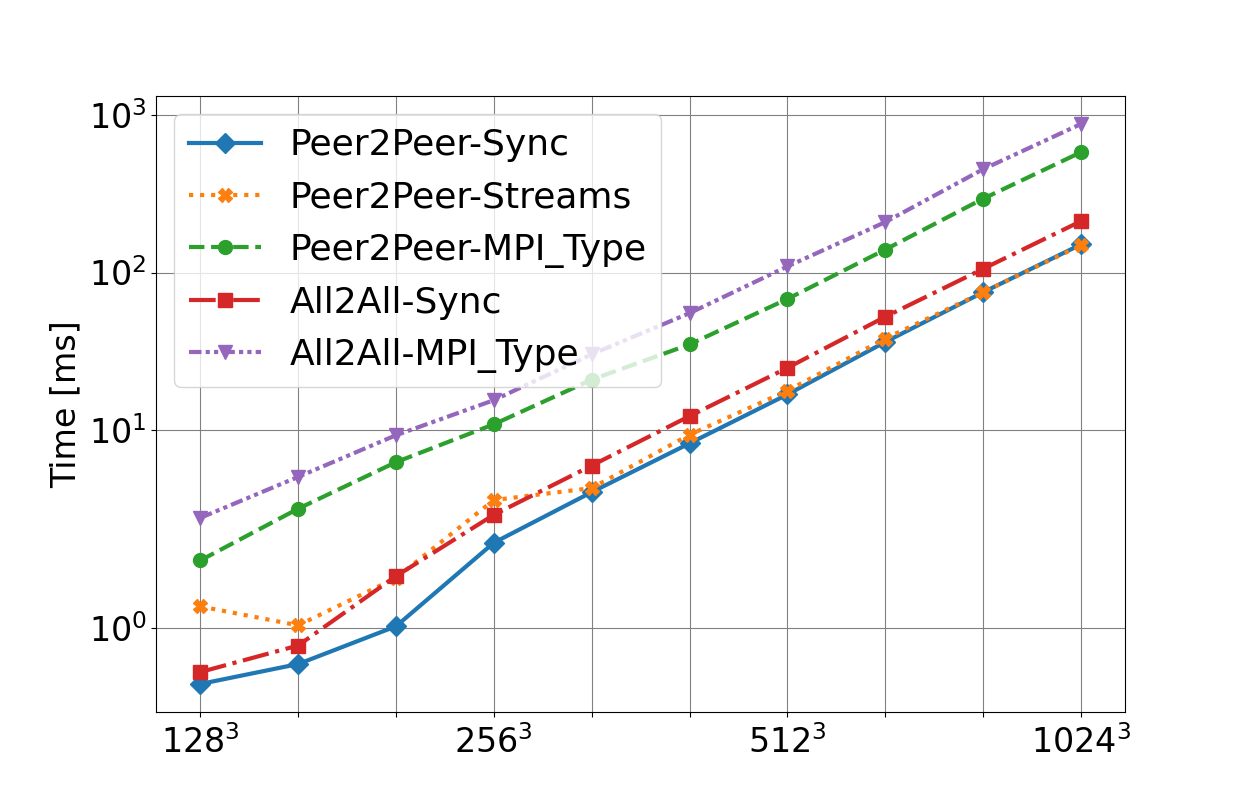 Time [ms]
10³
10²
10¹
10⁰
Peer2Peer-Sync
Peer2Peer-Streams
Peer2Peer-MPI_Type
All2All-Sync
All2All-MPI_Type
128³ 256³ 512³ 1024³